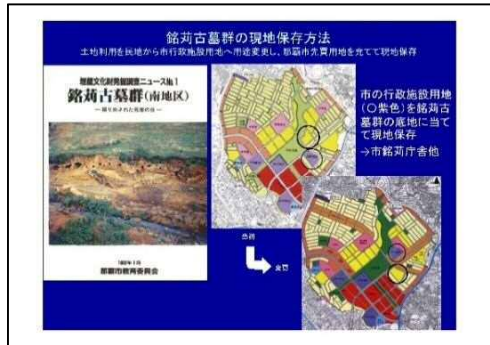 銘苅古墓群の現地保存方法
土地利用を民地から市行政施設用地へ用途変更し、那覇市先買用地を充てて現地保存
埋蔵文化財発掘調査ニュース№1
銘苅古墓群(南地区)
市の行政施設用地
(○紫色)を銘苅古
墓群の底地に当て
て現地保存
→市銘苅庁舎他
変更
那覇市教育委員会